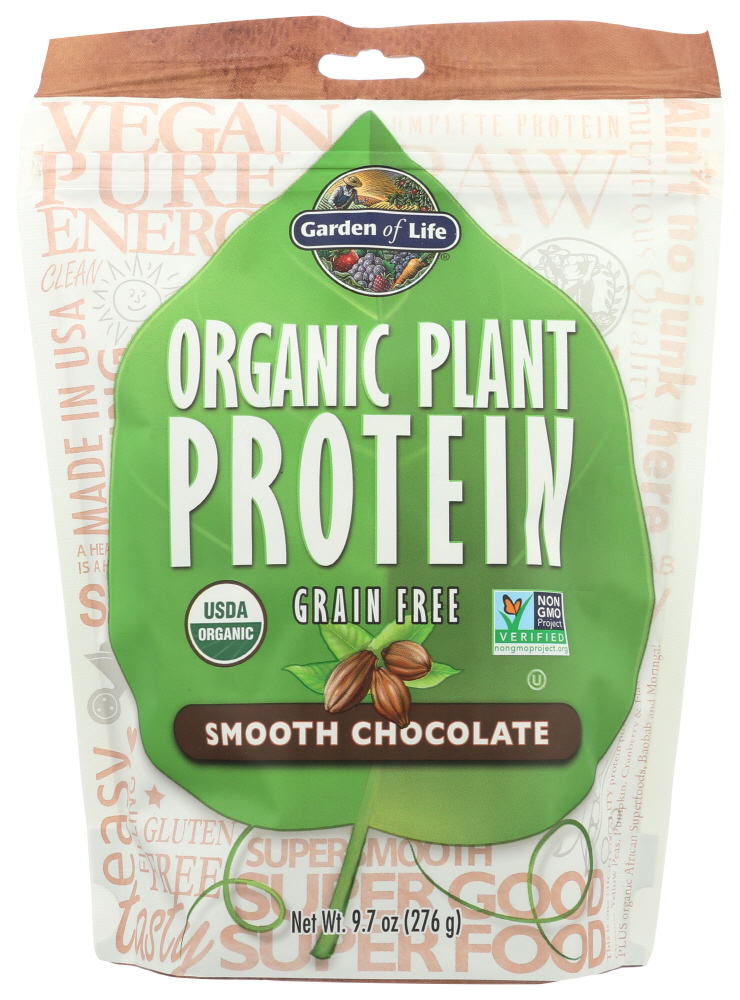 VEGAN
COMPLETE PROTEIN
PURE
RAW
ENERG
CLEAN
Garden of Life
®
Ain't no junk here
nutritious
Quality
MADE IN USA
ORGANIC PLANT
PROTEIN
GRAIN FREE
USDA
ORGANIC
NON
GMO
Project
VERIFIED
nongmoproject.org
U
SMOOTH CHOCOLATE
easy
GLUTEN
FREE
tasty
SUPER SMOOTH
SUPER GOOD
SUPER FOOD
Net Wt. 9.7 oz (276 g)
PLUS organic African Superfoods, Baobab and Moringa!